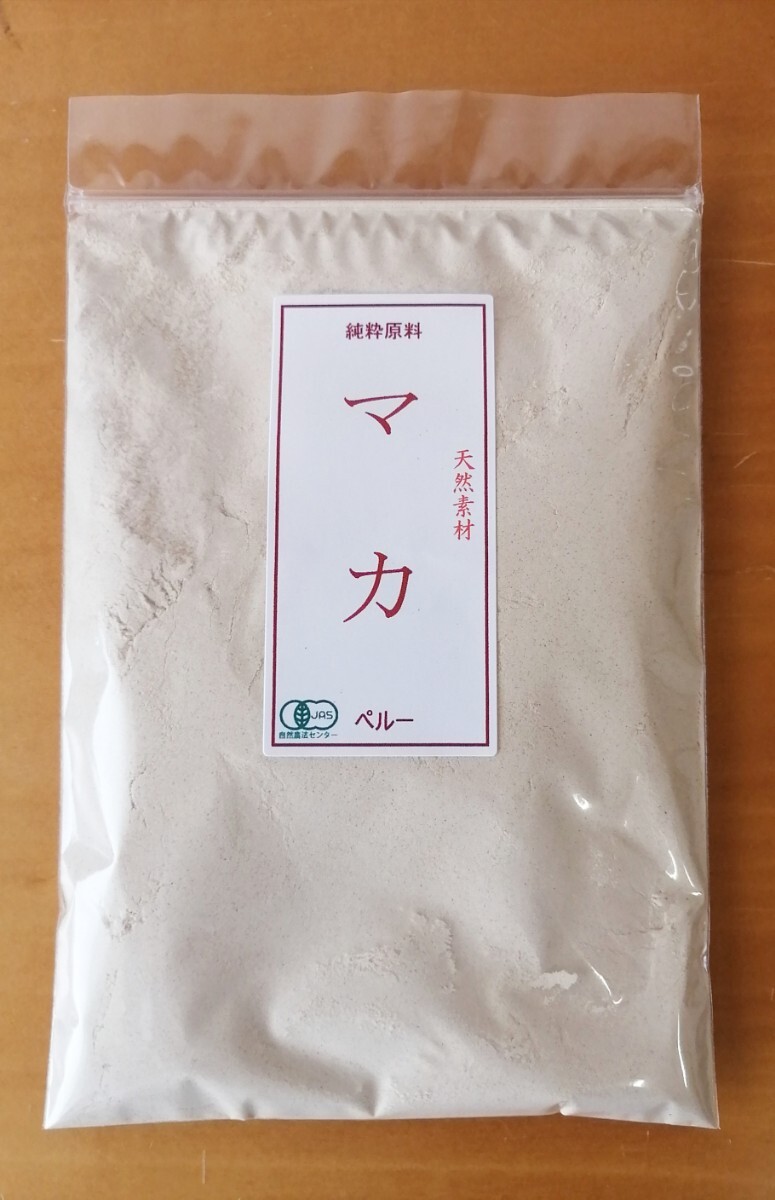 純粋原料
マカ
天然素材
JAS
自然農法センター
ペルー